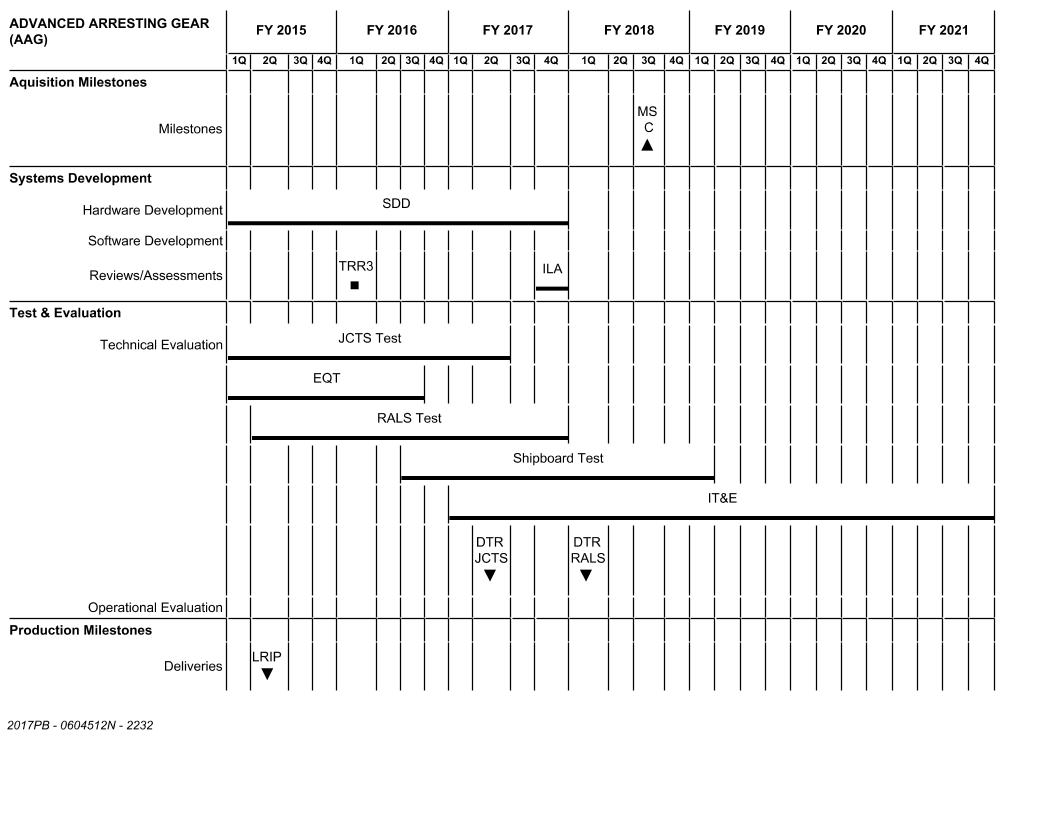 ADVANCED ARRESTING GEAR
(AAG)
FY 2015 FY 2016 FY 2017 FY 2018 FY 2019 FY 2020 FY 2021
1Q 2Q 3Q 4Q 1Q 2Q 3Q 4Q 1Q 2Q 3Q 4Q 1Q 2Q 3Q 4Q 1Q 2Q 3Q 4Q 1Q 2Q 3Q 4Q 1Q 2Q 3Q 4Q
Aquisition Milestones
MS
Milestones C
Systems Development
SDD
Hardware Development
Software Development
TRR3 ILA
Reviews/Assessments
Test & Evaluation
JCTS Test
Technical Evaluation
EQT
RALS Test
Shipboard Test
IT&E
DTR DTR
JCTS RALS
Operational Evaluation
Production Milestones
LRIP
Deliveries
2017PB - 0604512N - 2232